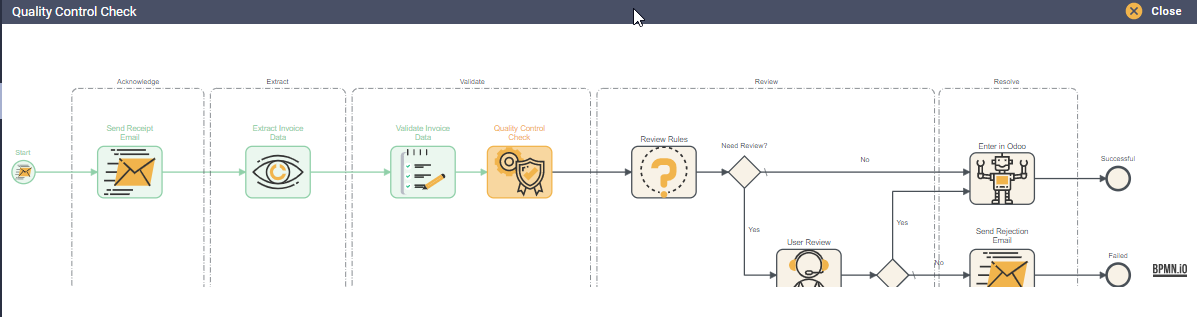 Quality Control Check
Close
Acknowledge
Extract
Validate
Review
Resolve
Start
Send Receipt
Email
Extract Invoice
Data
Validate Invoice
Data
Quality Control
Check
Review Rules
Need Review?
No
Enter in Odoo
Successful
Yes
User Review
Yes
No
Send Rejection
Email
Failed
BPMN.iO